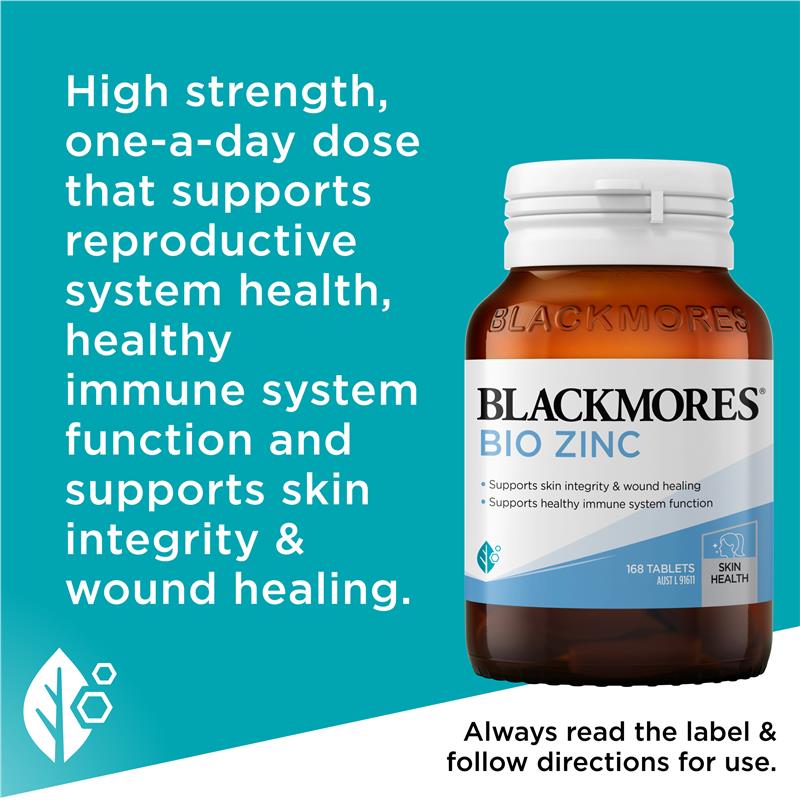 High strength,
one-a-day dose
that supports
reproductive
system health,
healthy
immune system
function and
supports skin
integrity &
wound healing.
BLACKMORES
BLACKMORES®
BIO ZINC
• Supports skin integrity & wound healing
• Supports healthy immune system function
168 TABLETS
AUST L 91611
SKIN
HEALTH
Always read the label &
follow directions for use.